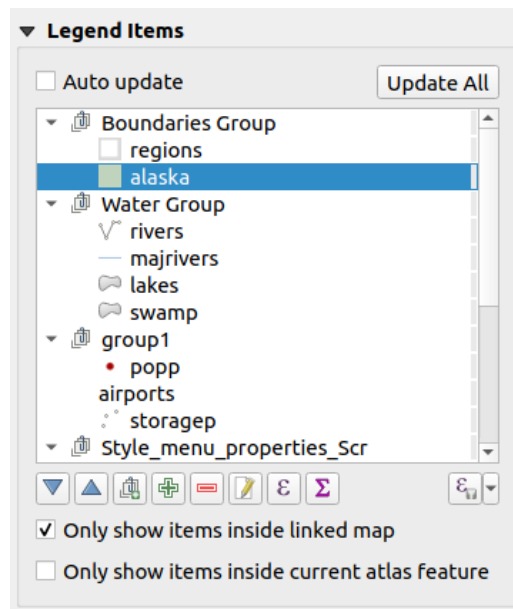 Legend Items
Auto update Update All
Boundaries Group
regions
alaska
Water Group
rivers
majrivers
lakes
swamp
group1
popp
airports
storagep
Style_menu_properties_Scr
ε Σ ε
Only show items inside linked map
Only show items inside current atlas feature